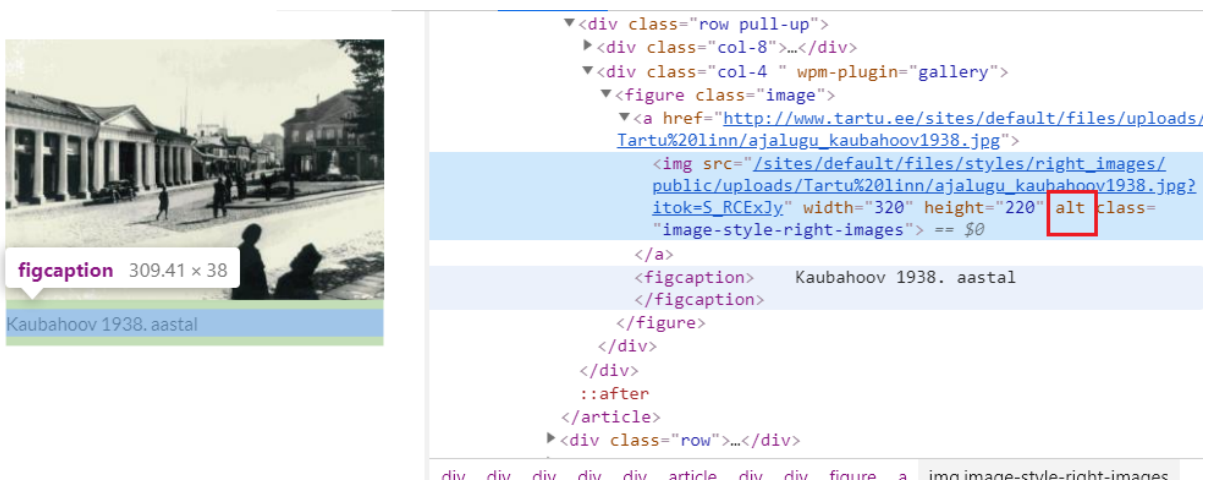 figcaption 309.41 × 38
Kaubahoov 1938. aastal
▼<div class="row pull-up">
▶<div class="col-8">…</div>
▼<div class="col-4 " wpm-plugin="gallery">
▼<figure class="image">
▼<a href="http://www.tartu.ee/sites/default/files/uploads/
Tartu%20linn/ajalugu_kaubahoov1938.jpg">
<img src="/sites/default/files/styles/right_images/
public/uploads/Tartu%20linn/ajalugu_kaubahoov1938.jpg?
itok=S_RCExJy" width="320" height="220" alt class=
"image-style-right-images"> == $0
</a>
<figcaption> Kaubahoov 1938. aastal
</figcaption>
</figure>
</div>
</div>
::after
</article>
▶<div class="row">…</div>
div div div div div article div div figure a img.image-style-right-images